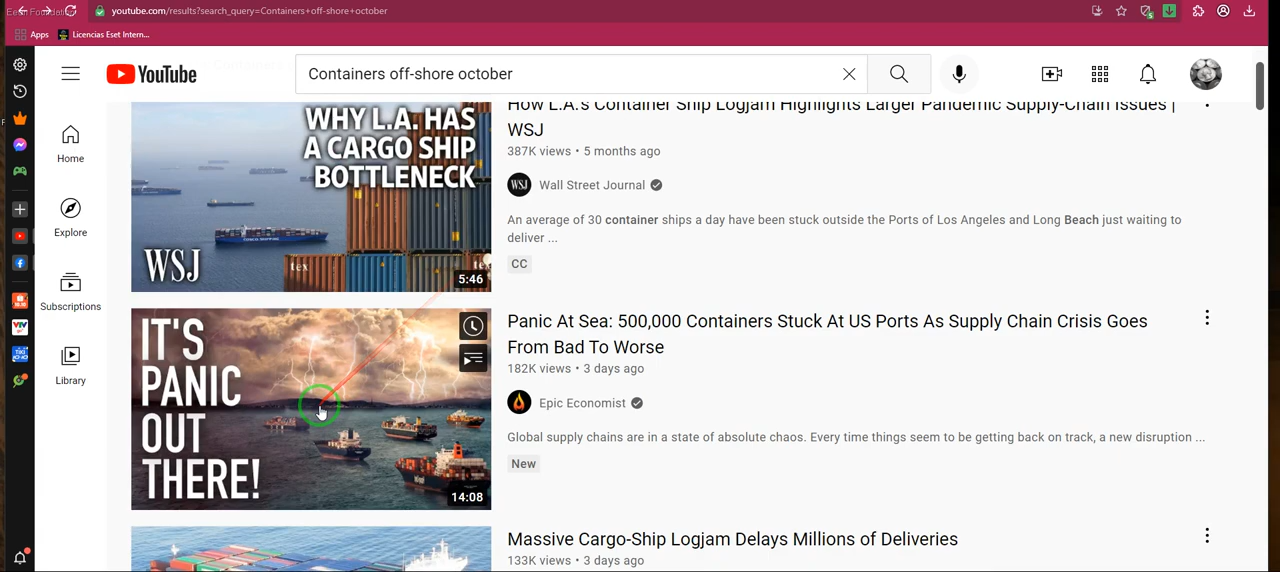 youtube.com/results?search_query=Containers+off-shore+october
Apps
Licencias Eset Intern...
YouTube
Containers off-shore october
Home
Explore
Subscriptions
Library
WHY L.A. HAS
A CARGO SHIP
BOTTLENECK
WSJ
tex
tex
5:46
How L.A.'s Container Ship Logjam Highlights Larger Pandemic Supply-Chain Issues |
WSJ
387K views • 5 months ago
WSJ
Wall Street Journal
An average of 30 container ships a day have been stuck outside the Ports of Los Angeles and Long Beach just waiting to
deliver ...
CC
IT'S
PANIC
OUT
THERE!
14:08
Panic At Sea: 500,000 Containers Stuck At US Ports As Supply Chain Crisis Goes
From Bad To Worse
182K views • 3 days ago
Epic Economist
Global supply chains are in a state of absolute chaos. Every time things seem to be getting back on track, a new disruption ...
New
Massive Cargo-Ship Logjam Delays Millions of Deliveries
133K views • 3 days ago